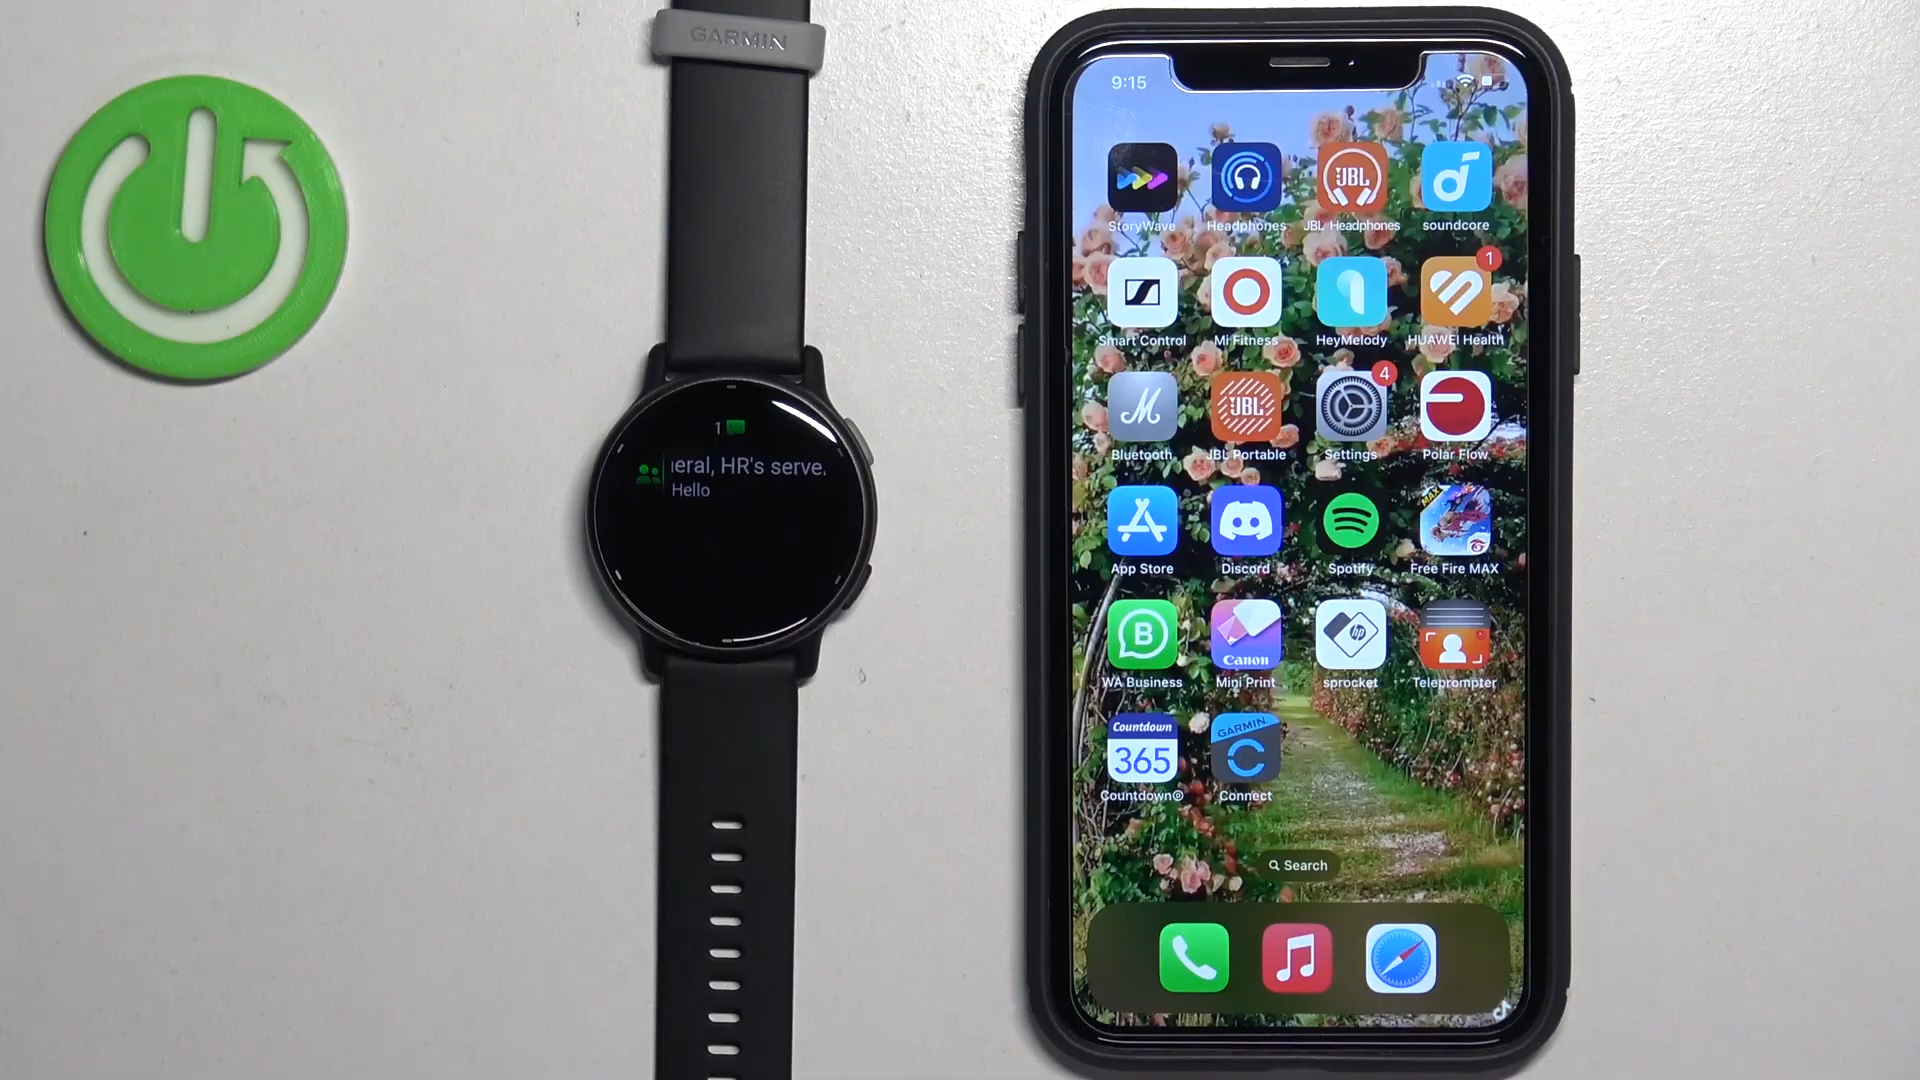 GARMIN
1
ıeral, HR's serve.
Hello
9:15
StoryWave
Headphones
JBL
JBL Headphones
soundcore
Smart Control
Mi Fitness
HeyMelody
1
HUAWEI Health
M
Bluetooth
JBL
JBL Portable
4
Settings
Polar Flow
App Store
Discord
Spotify
MAX
Free Fire MAX
B
WA Business
Canon
Mini Print
hp
sprocket
Teleprompter
Countdown
365
Countdown
GARMIN
Connect
Search